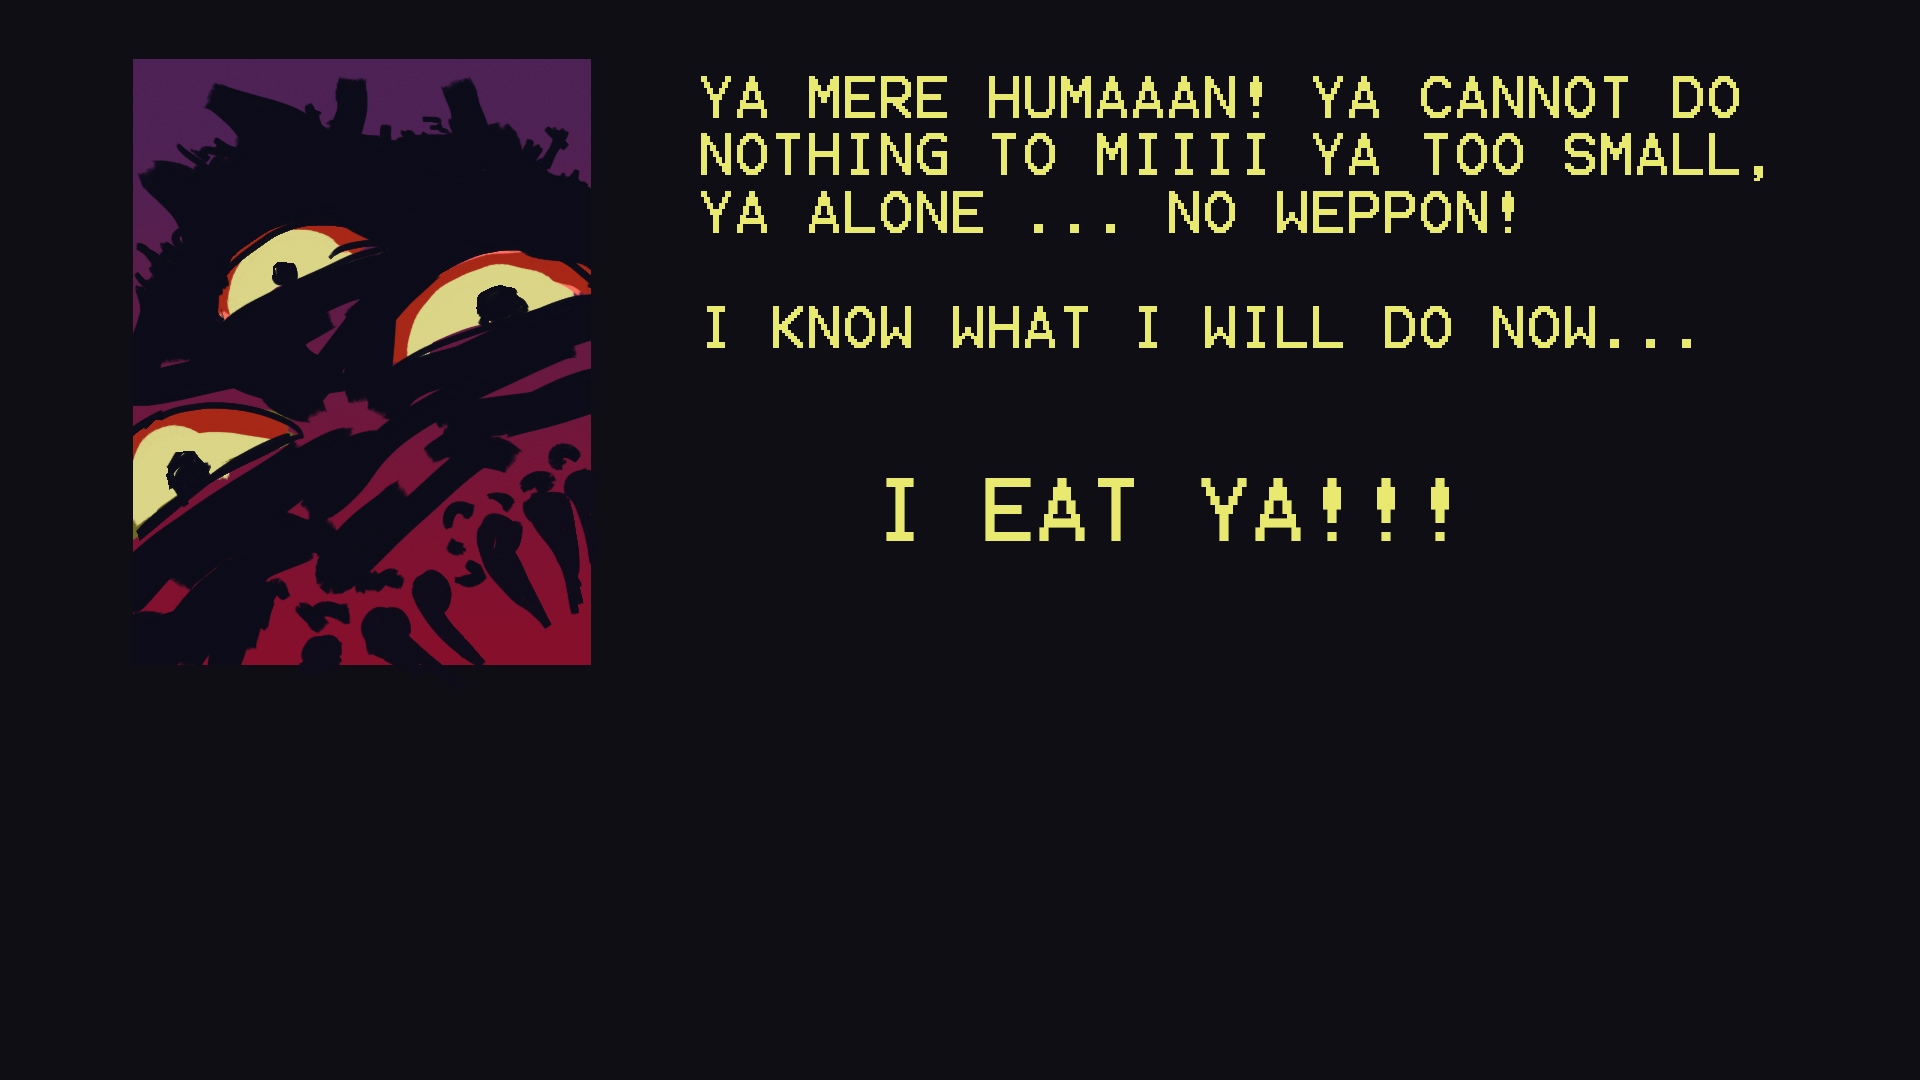 YA MERE HUMAAAN! YA CANNOT DO
NOTHING TO MIIII YA TOO SMALL,
YA ALONE ... NO WEPPON!
I KNOW WHAT I WILL DO NOW...
I EAT YA!!!